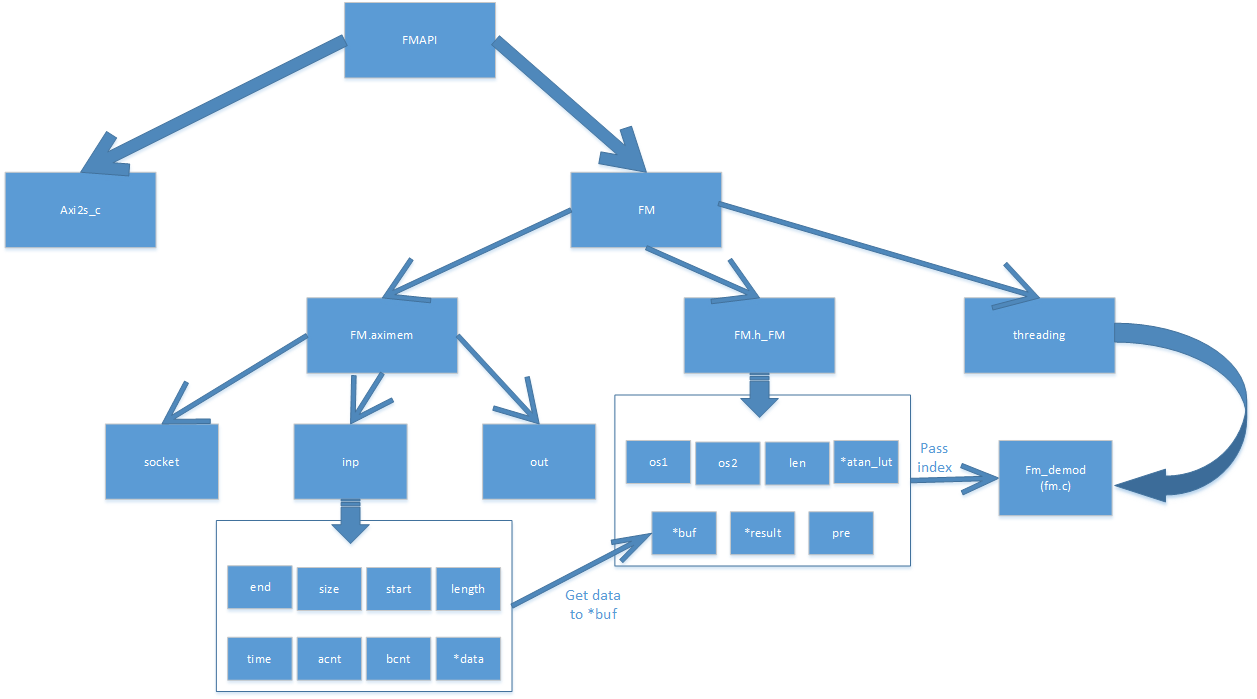 FMAPI
Axi2s_c
FM
FM.aximem
FM.h_FM
threading
socket
inp
out
os1
os2
len
*atan_lut
Pass
index
Fm_demod
(fm.c)
*buf
*result
pre
end
size
start
length
Get data
to *buf
time
acnt
bcnt
*data